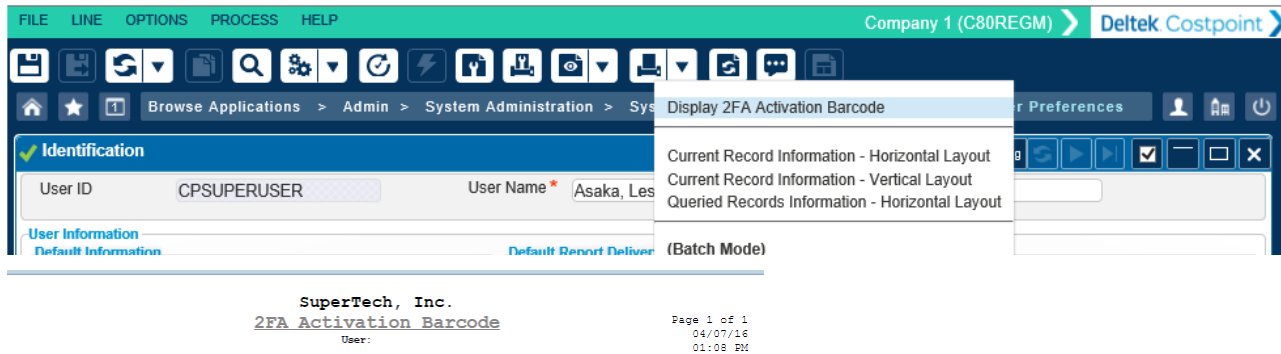 FILE LINE OPTIONS PROCESS HELP Company 1 (C80REGM) Deltek Costpoint
Browse Applications > Admin > System Administration > Sys r Preferences
Display 2FA Activation Barcode
Identification
Current Record Information - Horizontal Layout
User ID CPSUPERUSER User Name * Asaka, Les
Current Record Information - Vertical Layout
Queried Records Information - Horizontal Layout
User Information
Default Information Default Report Deliver
(Batch Mode)
SuperTech, Inc.
2FA Activation Barcode
User:
Page 1 of 1
04/07/16
01:08 PM